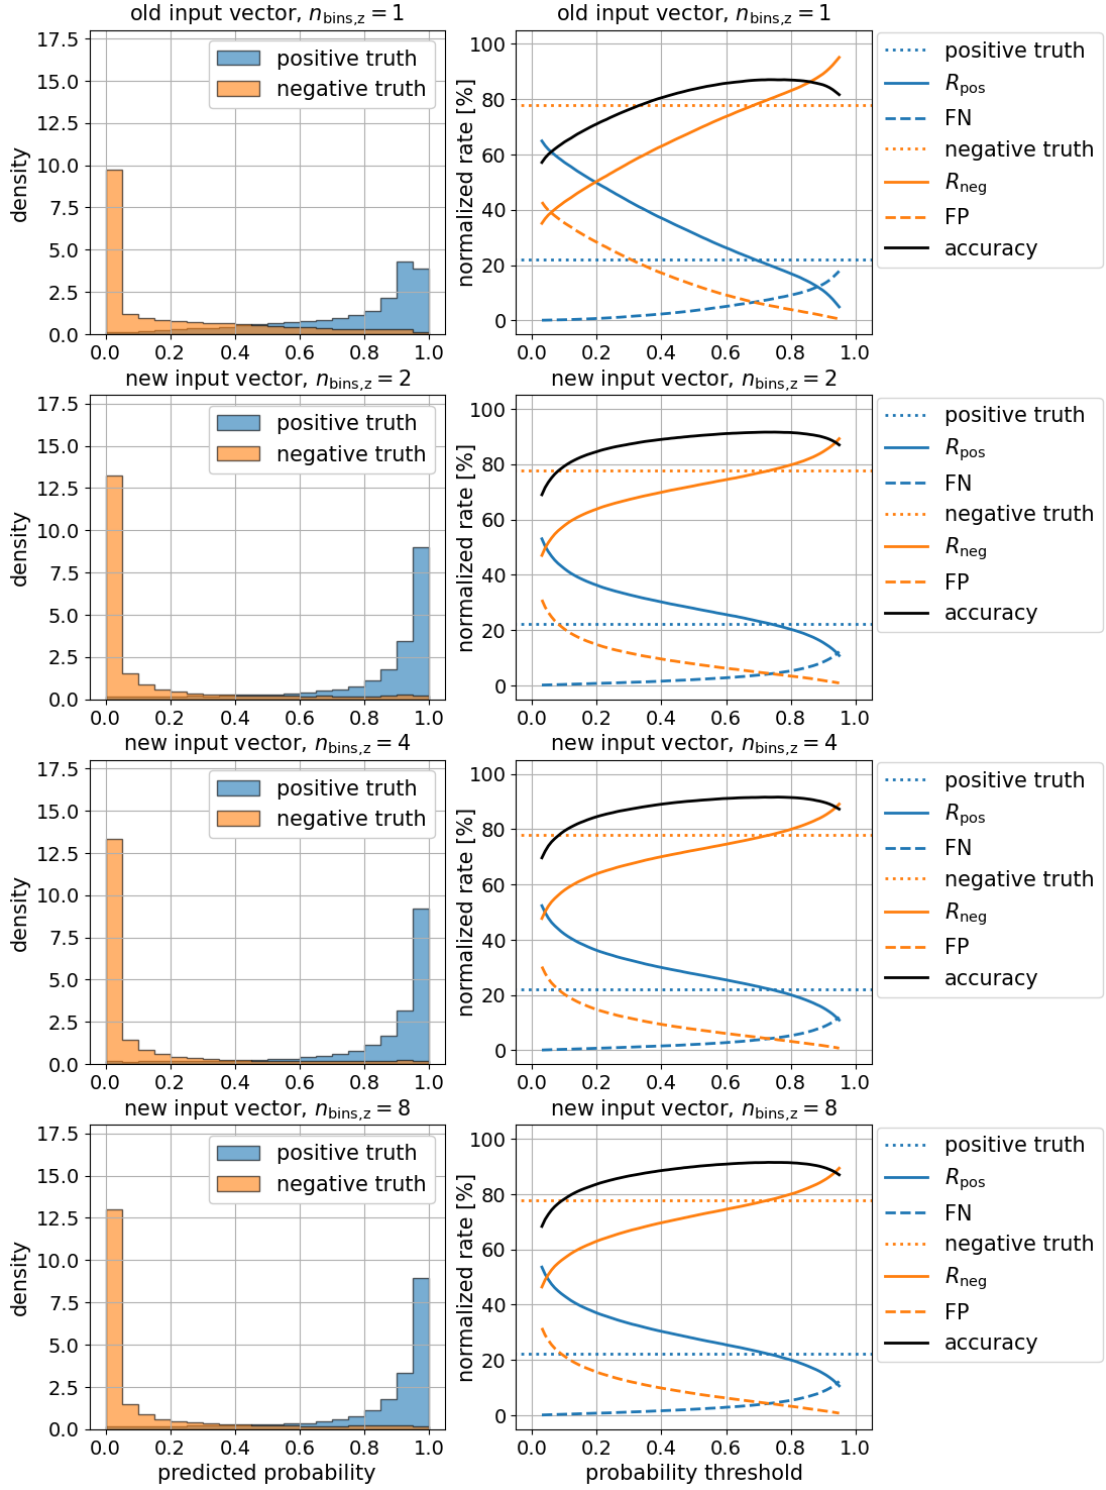 old input vector, n_bins,z = 1
17.5
15.0
12.5
10.0
7.5
5.0
2.5
0.0
density
positive truth
negative truth
0.0 0.2 0.4 0.6 0.8 1.0
old input vector, n_bins,z = 1
100
80
60
40
20
0
normalized rate [%]
0.0 0.2 0.4 0.6 0.8 1.0
positive truth
R_pos
FN
negative truth
R_neg
FP
accuracy
new input vector, n_bins,z = 2
17.5
15.0
12.5
10.0
7.5
5.0
2.5
0.0
density
positive truth
negative truth
0.0 0.2 0.4 0.6 0.8 1.0
new input vector, n_bins,z = 2
100
80
60
40
20
0
normalized rate [%]
0.0 0.2 0.4 0.6 0.8 1.0
positive truth
R_pos
FN
negative truth
R_neg
FP
accuracy
new input vector, n_bins,z = 4
17.5
15.0
12.5
10.0
7.5
5.0
2.5
0.0
density
positive truth
negative truth
0.0 0.2 0.4 0.6 0.8 1.0
new input vector, n_bins,z = 4
100
80
60
40
20
0
normalized rate [%]
0.0 0.2 0.4 0.6 0.8 1.0
positive truth
R_pos
FN
negative truth
R_neg
FP
accuracy
new input vector, n_bins,z = 8
17.5
15.0
12.5
10.0
7.5
5.0
2.5
0.0
density
positive truth
negative truth
0.0 0.2 0.4 0.6 0.8 1.0
predicted probability
new input vector, n_bins,z = 8
100
80
60
40
20
0
normalized rate [%]
0.0 0.2 0.4 0.6 0.8 1.0
probability threshold
positive truth
R_pos
FN
negative truth
R_neg
FP
accuracy